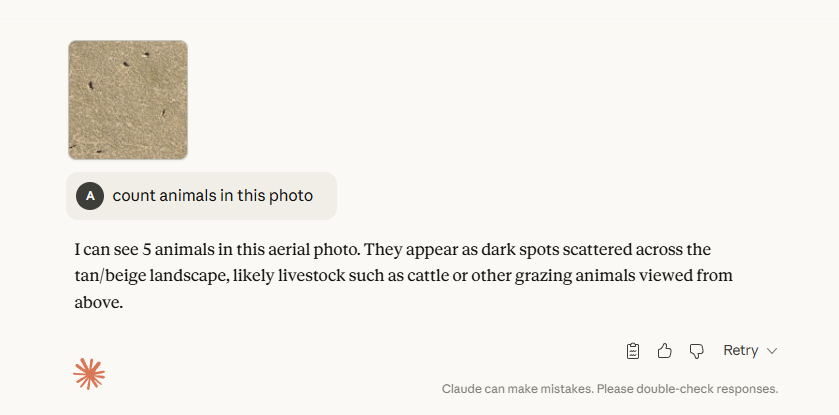 A count animals in this photo
I can see 5 animals in this aerial photo. They appear as dark spots scattered across the
tan/beige landscape, likely livestock such as cattle or other grazing animals viewed from
above.
Retry
Claude can make mistakes. Please double-check responses.